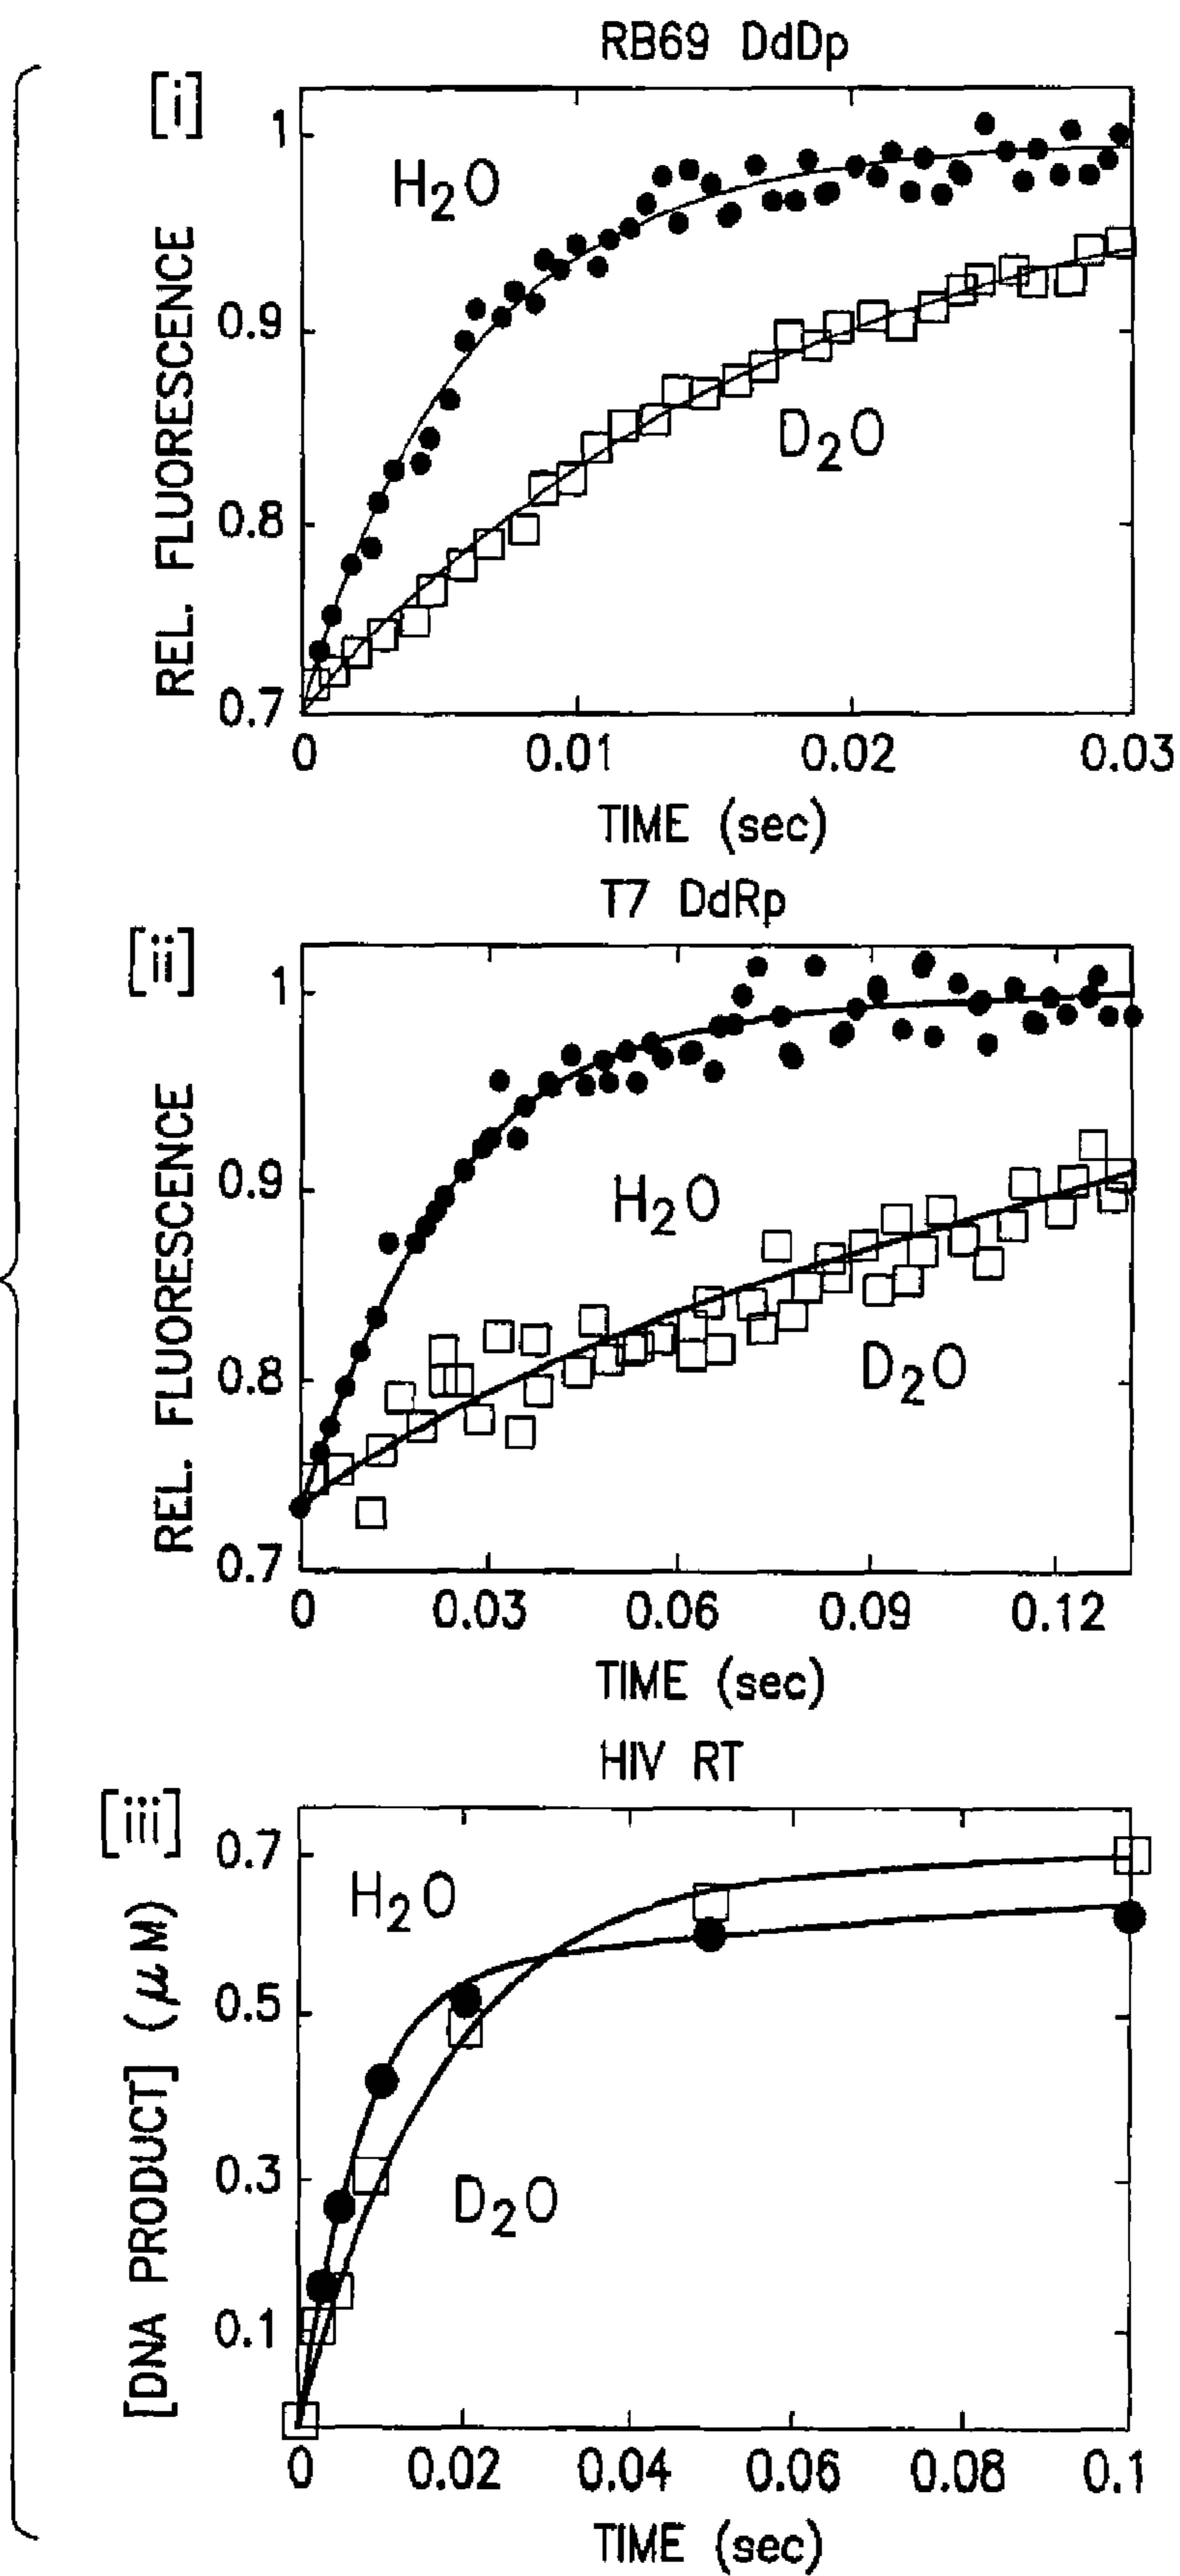 RB69 DdDp
[i]
REL. FLUORESCENCE
1
0.9
0.8
0.7
H2O
D2O
0 0.01 0.02 0.03
TIME (sec)
T7 DdRp
[ii]
REL. FLUORESCENCE
1
0.9
0.8
0.7
H2O
D2O
0 0.03 0.06 0.09 0.12
TIME (sec)
HIV RT
[iii]
[DNA PRODUCT] (μM)
0.7
0.5
0.3
0.1
H2O
D2O
0 0.02 0.04 0.06 0.08 0.1
TIME (sec)